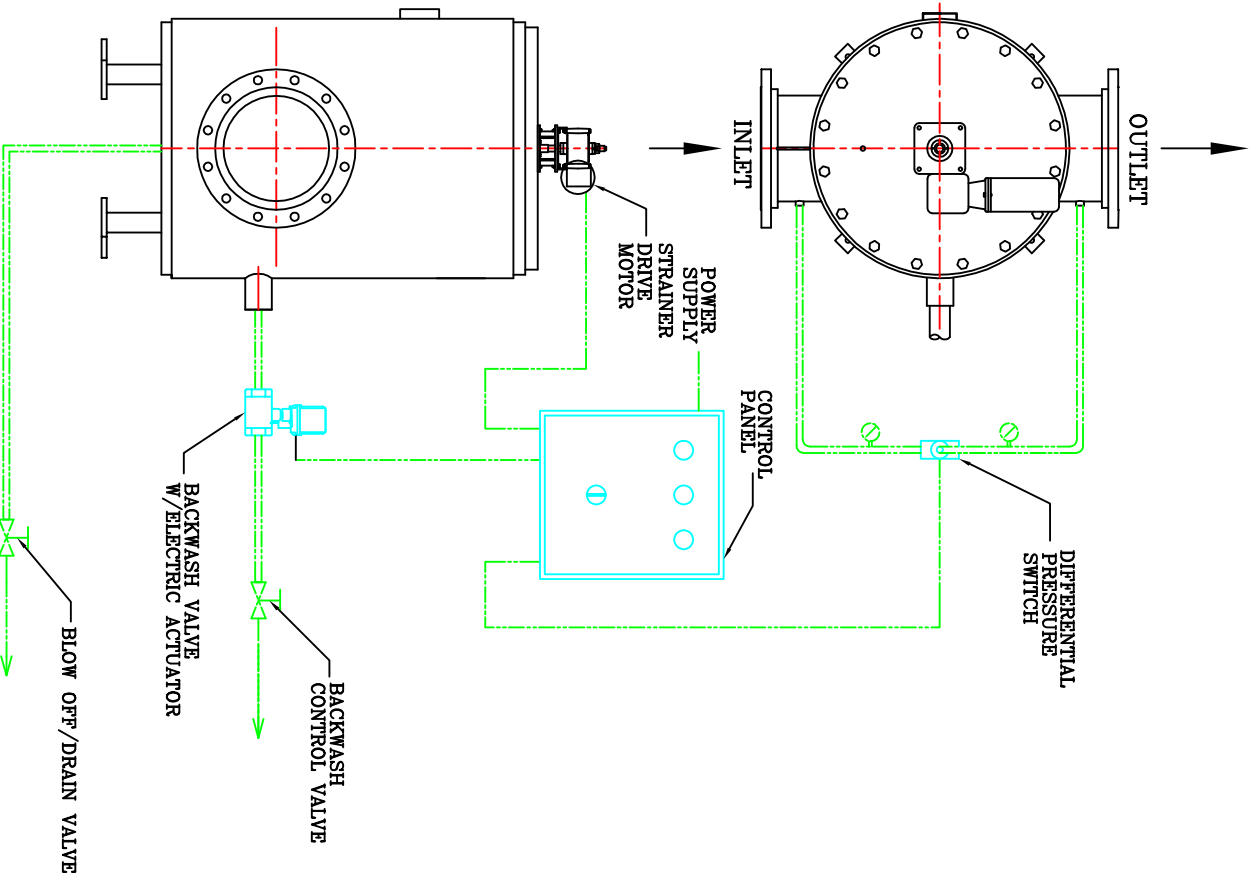 OUTLET
INLET
STRAINER
DRIVE
MOTOR
POWER
SUPPLY
CONTROL
PANEL
DIFFERENTIAL
PRESSURE
SWITCH
BACKWASH VALVE
W/ELECTRIC ACTUATOR
BACKWASH
CONTROL VALVE
BLOW OFF/DRAIN VALVE